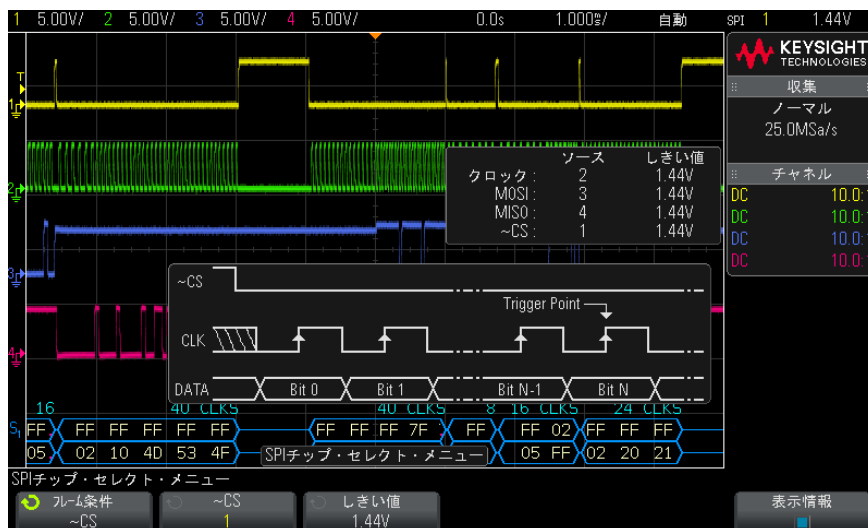 1 5.00V/ 2 5.00V/ 3 5.00V/ 4 5.00V/ 0.0s 1.000m/ 自動 SPI 1 1.44V
KEYSIGHT
TECHNOLOGIES
収集
ノーマル
25.0MSa/s
チャネル
DC 10.0:
DC 10.0:
DC 10.0:
DC 10.0:
T
1
2
3
4
ソース しきい値
クロック: 2 1.44V
MOSI: 3 1.44V
MISO: 4 1.44V
~CS: 1 1.44V
~CS
Trigger Point
CLK
DATA Bit 0 Bit 1 Bit N-1 Bit N
16 40 CLKS 40 CLKS 8 16 CLKS 24 CLKS
S1 FF FF FF FF FF FF FF FF FF 7F FF FF 02 FF FF FF
05 02 10 4D 53 4F SPIチップ・セレクト・メニュー 05 FF 02 20 21
SPIチップ・セレクト・メニュー
フレーム条件 ~CS しきい値 表示情報
~CS 1 1.44V